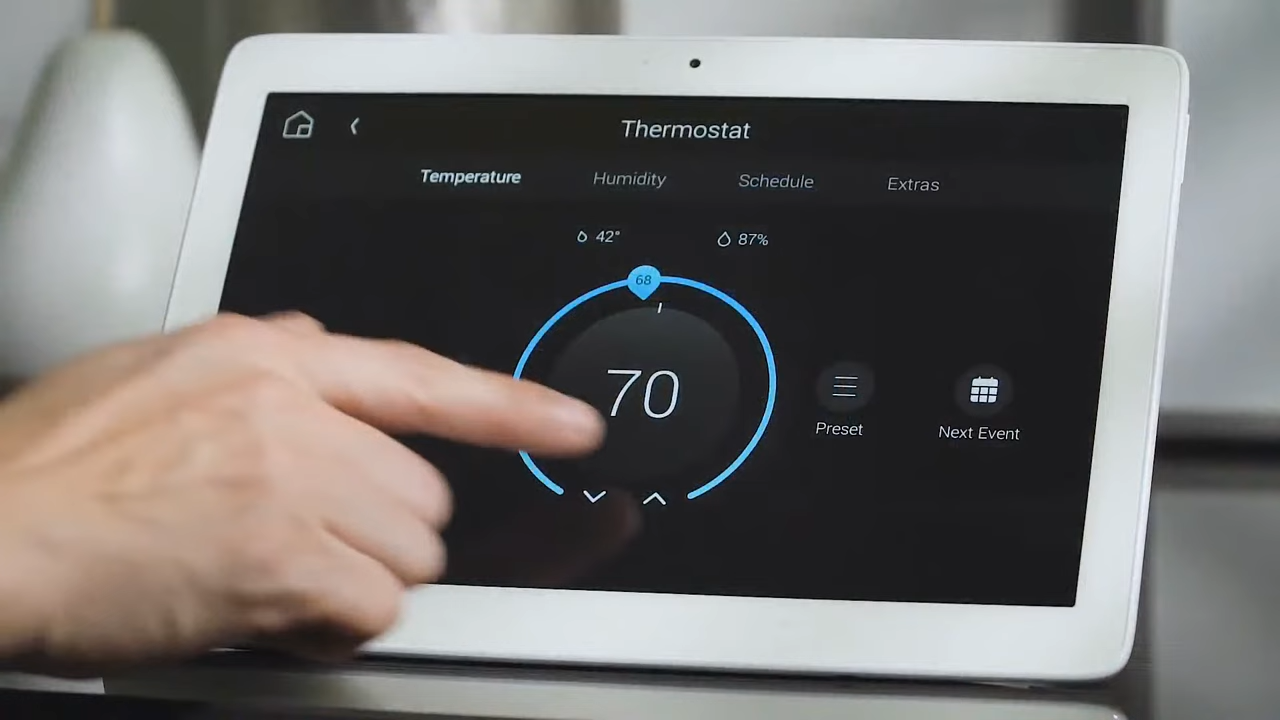 Thermostat
Temperature Humidity Schedule Extras
42° 87%
68
70
Preset Next Event